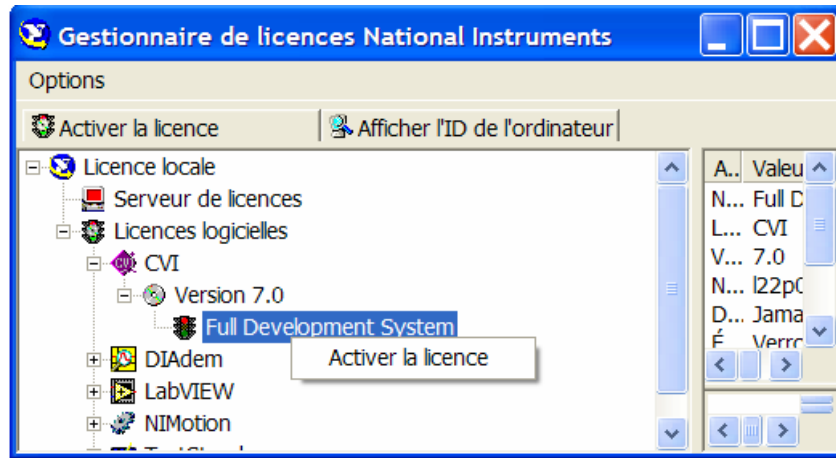 Gestionnaire de licences National Instruments
Options
Activer la licence
Afficher l'ID de l'ordinateur
Licence locale
Serveur de licences
Licences logicielles
CVI
Version 7.0
Full Development System
Activer la licence
DIAdem
LabVIEW
NIMotion
A.. Valeu
N... Full D
L... CVI
V... 7.0
N...
D... Jama
É